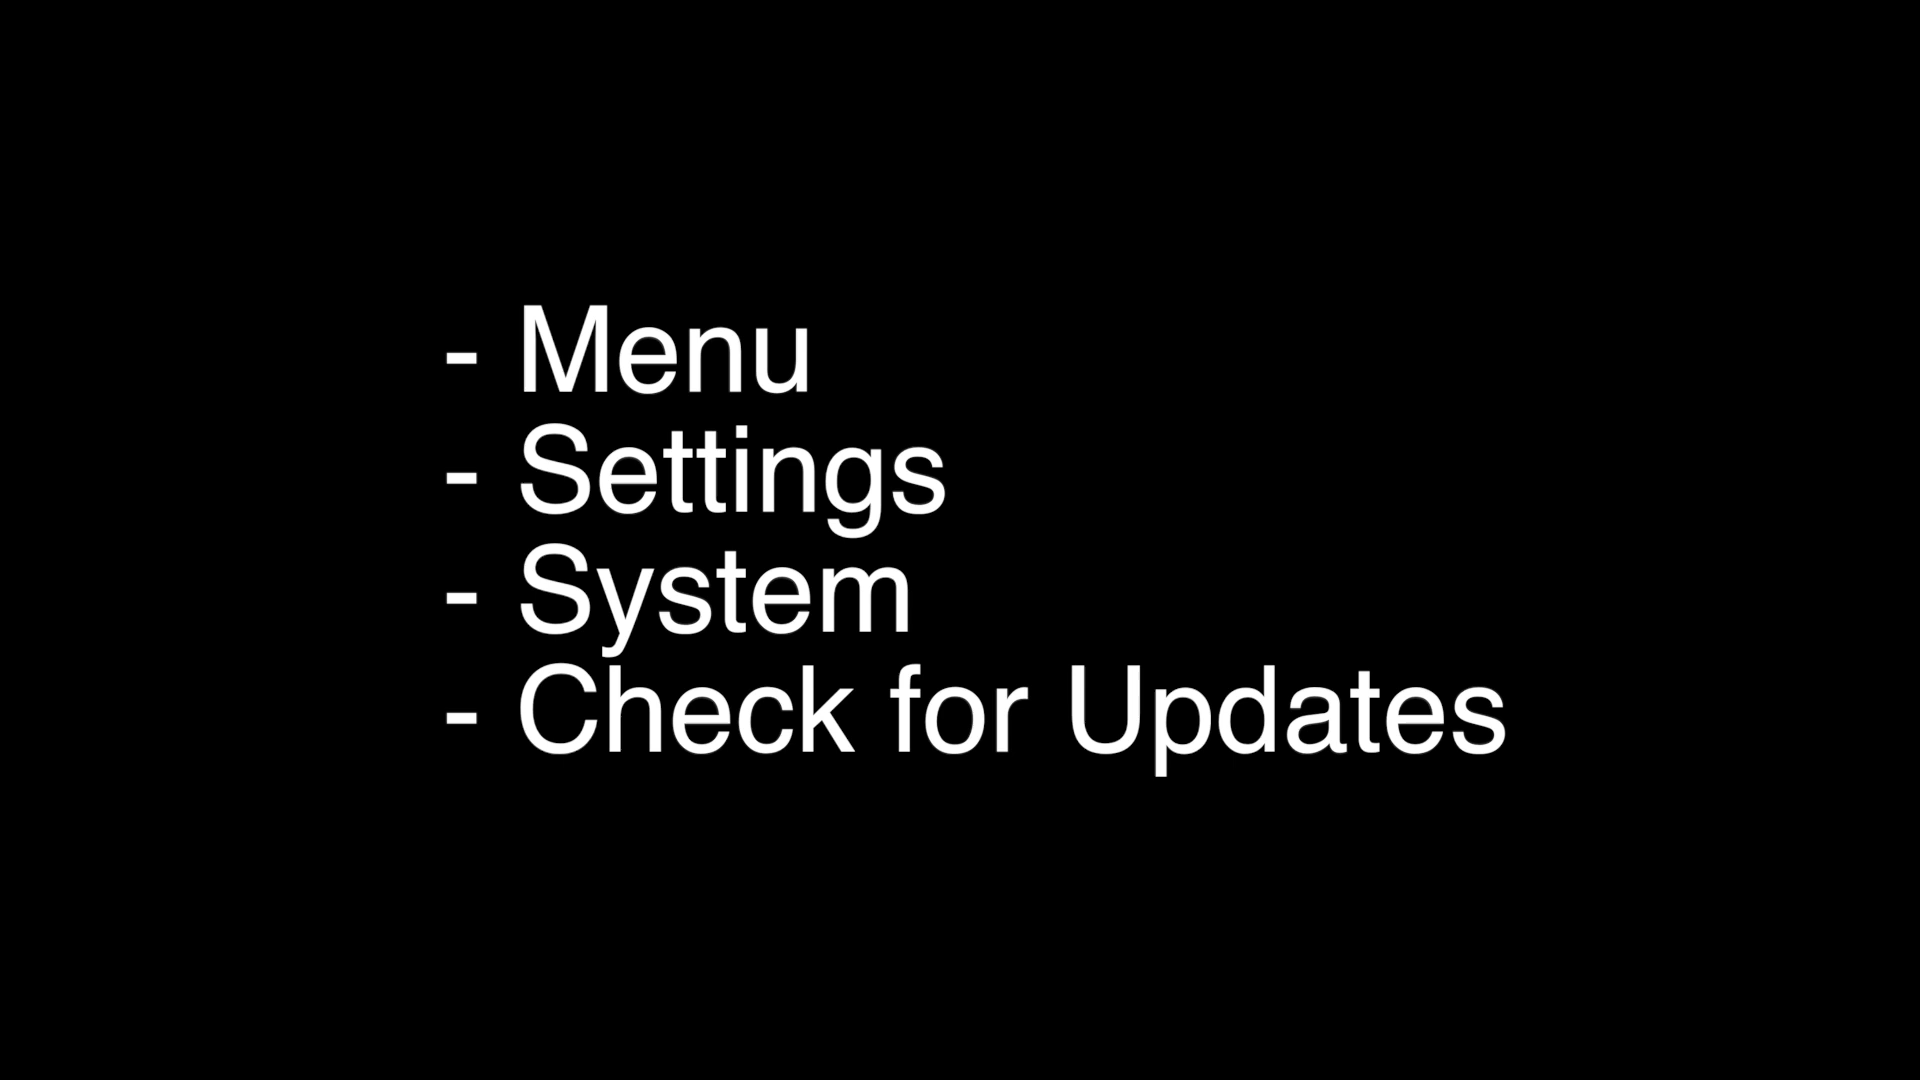 - Menu
- Settings
- System
- Check for Updates